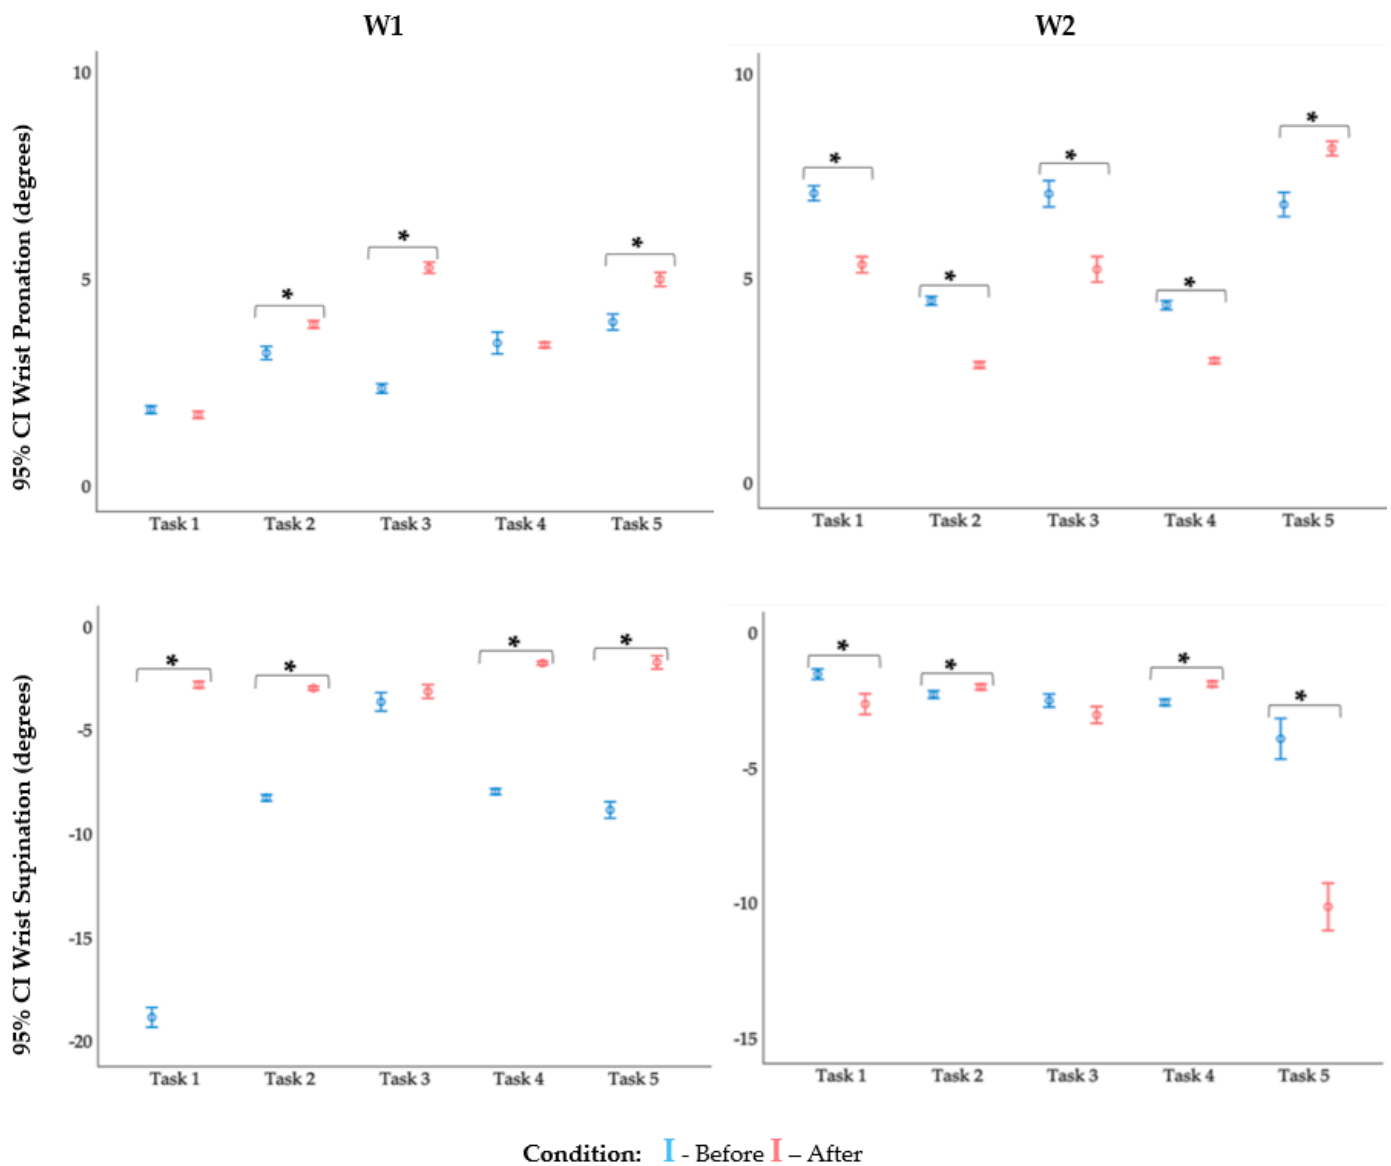 W1
W2
95% CI Wrist Pronation (degrees)
10
5
0
*
*
*
Task 1
Task 2
Task 3
Task 4
Task 5
10
5
0
*
*
*
*
*
Task 1
Task 2
Task 3
Task 4
Task 5
95% CI Wrist Supination (degrees)
0
-5
-10
-15
-20
*
*
*
*
Task 1
Task 2
Task 3
Task 4
Task 5
0
-5
-10
-15
*
*
*
*
Task 1
Task 2
Task 3
Task 4
Task 5
Condition: I - Before I – After